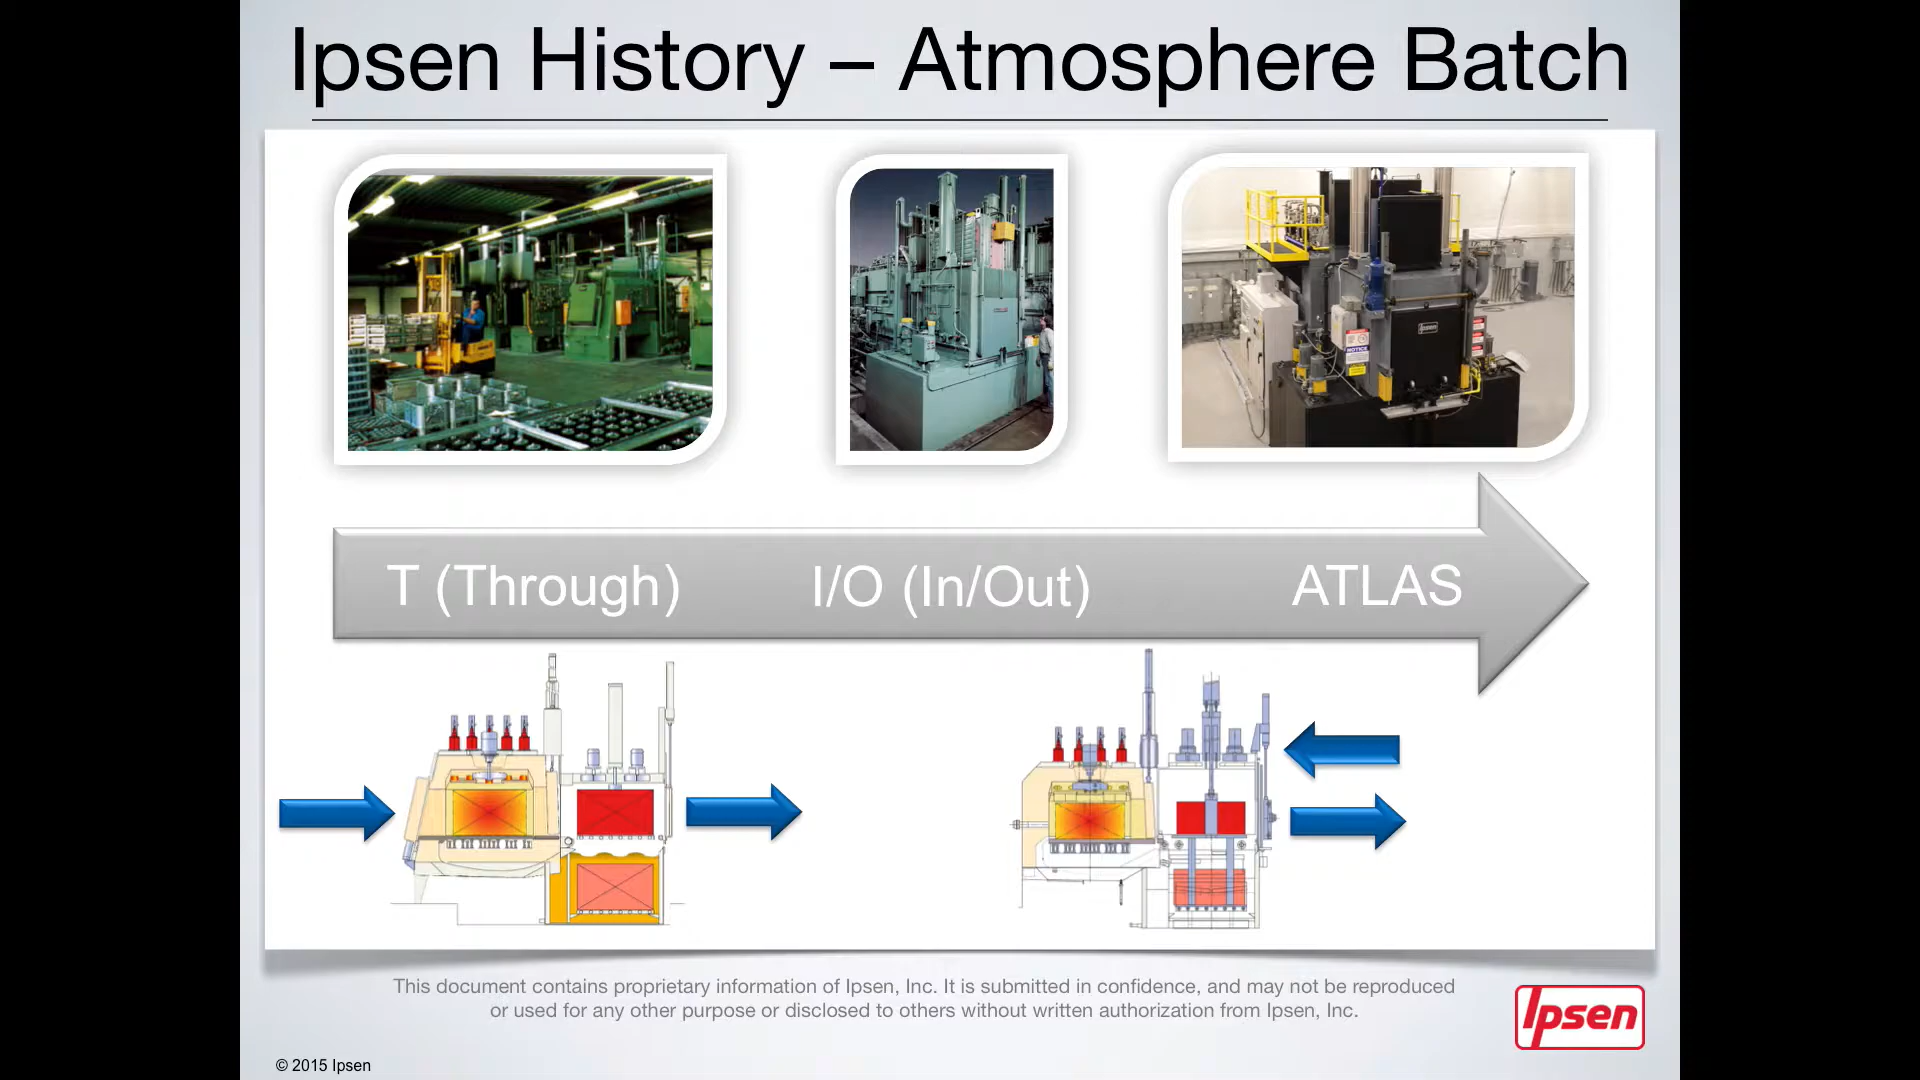 Ipsen History – Atmosphere Batch
Ipsen
NOTICE
T (Through)
I/O (In/Out)
ATLAS
This document contains proprietary information of Ipsen, Inc. It is submitted in confidence, and may not be reproduced
or used for any other purpose or disclosed to others without written authorization from Ipsen, Inc.
Ipsen
© 2015 Ipsen